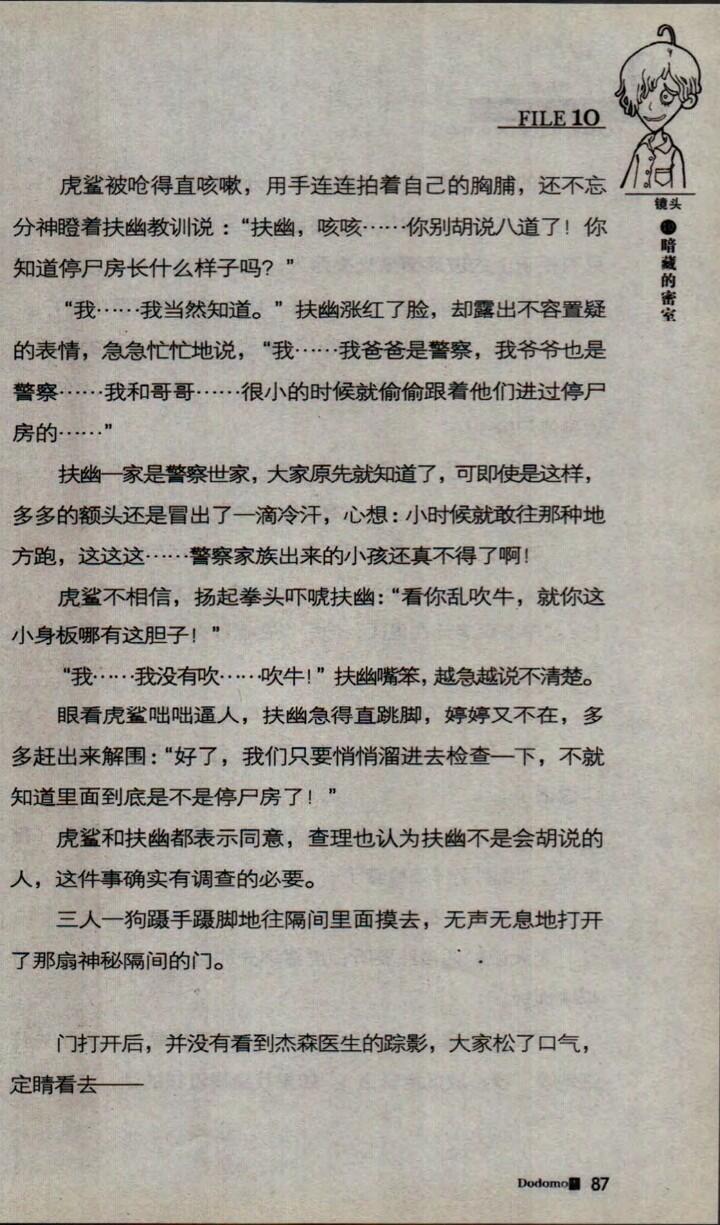 FILE 10
镜头
暗藏的密室
虎鲨被呛得直咳嗽，用手连连拍着自己的胸脯，还不忘
分神瞪着扶幽教训说：“扶幽，咳咳……你别胡说八道了！你
知道停尸房长什么样子吗？”
“我……我当然知道。”扶幽涨红了脸，却露出不容置疑
的表情，急急忙忙地说，“我……我爸爸是警察，我爷爷也是
警察……我和哥哥……很小的时候就偷偷跟着他们进过停尸
房的……”
扶幽一家是警察世家，大家原先就知道了，可即使是这样，
多多的额头还是冒出了一滴冷汗，心想：小时候就敢往那种地
方跑，这这这……警察家族出来的小孩还真不得了啊！
虎鲨不相信，扬起拳头吓唬扶幽：“看你乱吹牛，就你这
小身板哪有这胆子！”
“我……我没有吹……吹牛！”扶幽嘴笨，越急越说不清楚。
眼看虎鲨咄咄逼人，扶幽急得直跳脚，婷婷又不在，多
多赶出来解围：“好了，我们只要悄悄溜进去检查一下，不就
知道里面到底是不是停尸房了！”
虎鲨和扶幽都表示同意，查理也认为扶幽不是会胡说的
人，这件事确实有调查的必要。
三人一狗蹑手蹑脚地往隔间里面摸去，无声无息地打开
了那扇神秘隔间的门。
门打开后，并没有看到杰森医生的踪影，大家松了口气，
定睛看去——
Dodomo 87